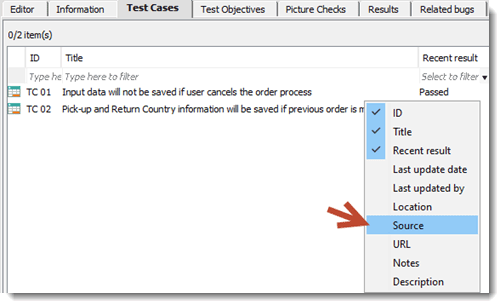 Editor Information Test Cases Test Objectives Picture Checks Results Related bugs
0/2 item(s)
ID Title Recent result
Type he Type here to filter Select to filter
TC 01 Input data will not be saved if user cancels the order process Passed
TC 02 Pick-up and Return Country information will be saved if previous order is
ID
Title
Recent result
Last update date
Last updated by
Location
Source
URL
Notes
Description